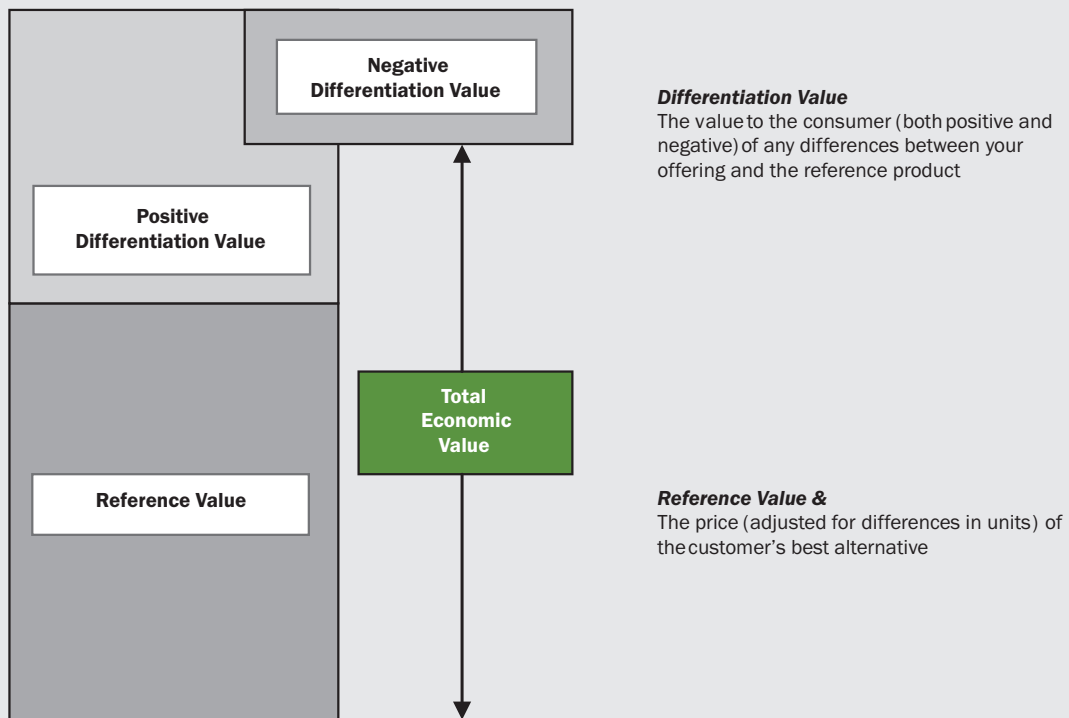 Negative
Differentiation Value
Differentiation Value
The value to the consumer (both positive and
negative) of any differences between your
offering and the reference product
Positive
Differentiation Value
Total
Economic
Value
Reference Value
Reference Value &
The price (adjusted for differences in units) of
the customer's best alternative